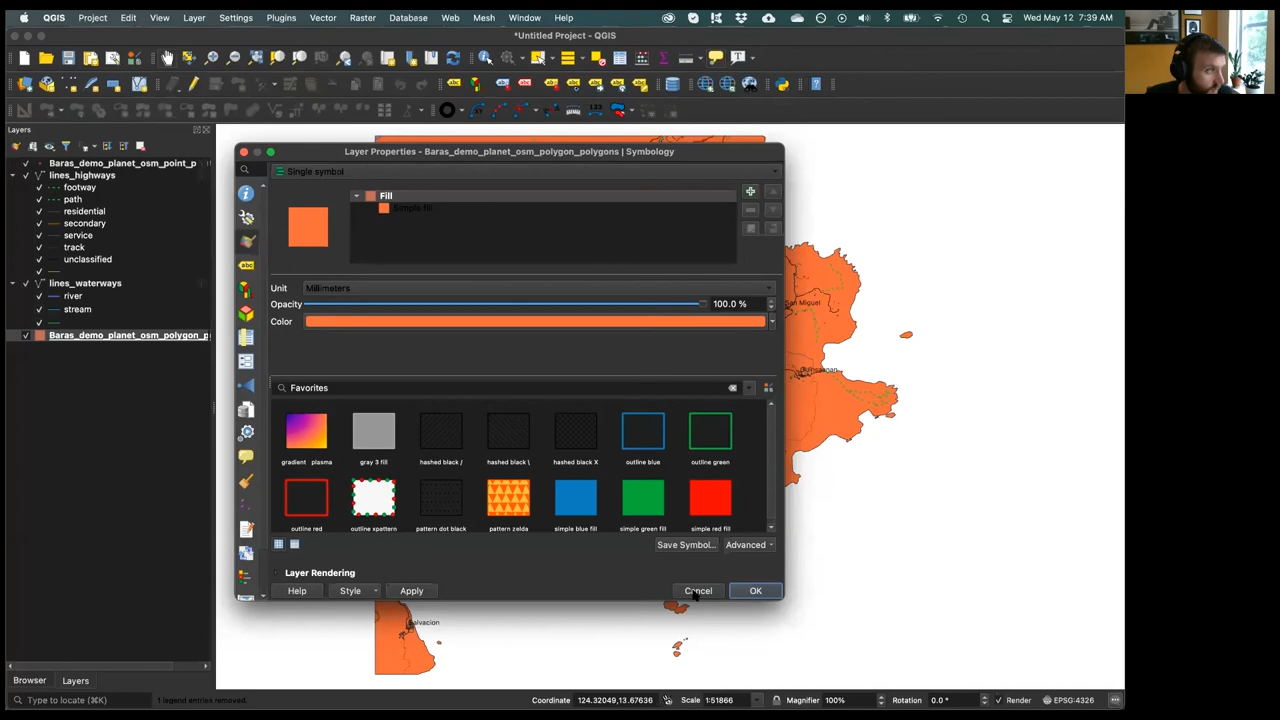 QGIS Project Edit View Layer Settings Plugins Vector Raster Database Web Mesh Window Help Wed May 12 7:39 AM
*Untitled Project - QGIS
Layers
Baras_demo_planet_osm_point_p
lines_highways
footway
path
residential
secondary
service
track
unclassified
lines_waterways
river
stream
Baras_demo_planet_osm_polygon_p
Layer Properties - Baras_demo_planet_osm_polygon_polygons | Symbology
Single symbol
Fill
Simple fill
Unit Millimeters
Opacity 100.0 %
Color
Favorites
gradient plasma gray 3 fill hashed black / hashed black \ hashed black X outline blue outline green
outline red outline xpattern pattern dot black pattern zelda simple blue fill simple green fill simple red fill
Save Symbol... Advanced
Layer Rendering
Help Style Apply Cancel OK
San Miguel
Salvacion
Browser Layers
Type to locate (⌘K) 1 legend entries removed. Coordinate 124.32049,13.67636 Scale 1:51866 Magnifier 100% Rotation 0.0 ° Render EPSG:4326